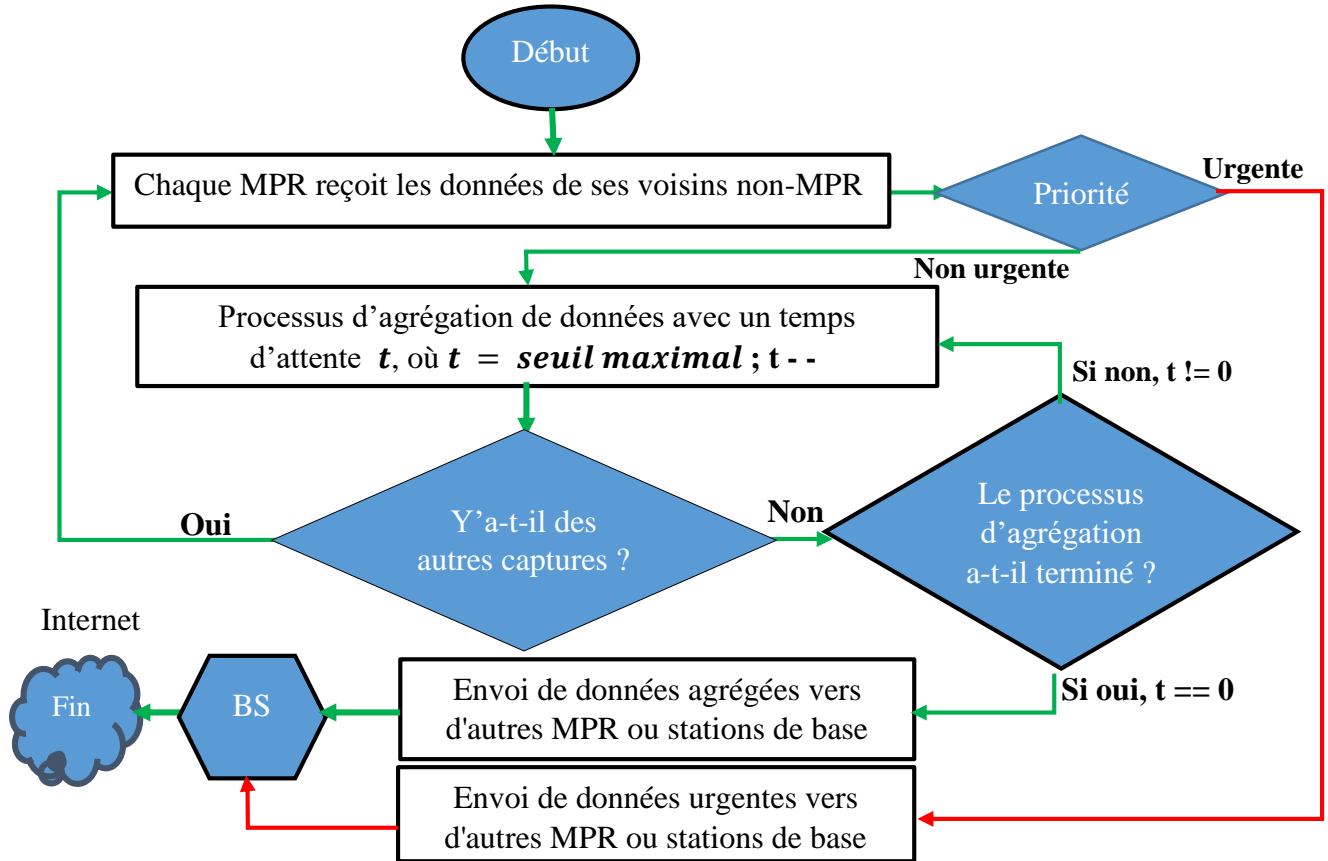 Début
Chaque MPR reçoit les données de ses voisins non-MPR
Priorité
Urgente
Non urgente
Processus d’agrégation de données avec un temps
d’attente t, où t = seuil maximal ; t - -
Si non, t != 0
Oui
Y’a-t-il des
autres captures ?
Non
Le processus
d’agrégation
a-t-il terminé ?
Si oui, t == 0
Internet
Fin
BS
Envoi de données agrégées vers
d'autres MPR ou stations de base
Envoi de données urgentes vers
d'autres MPR ou stations de base